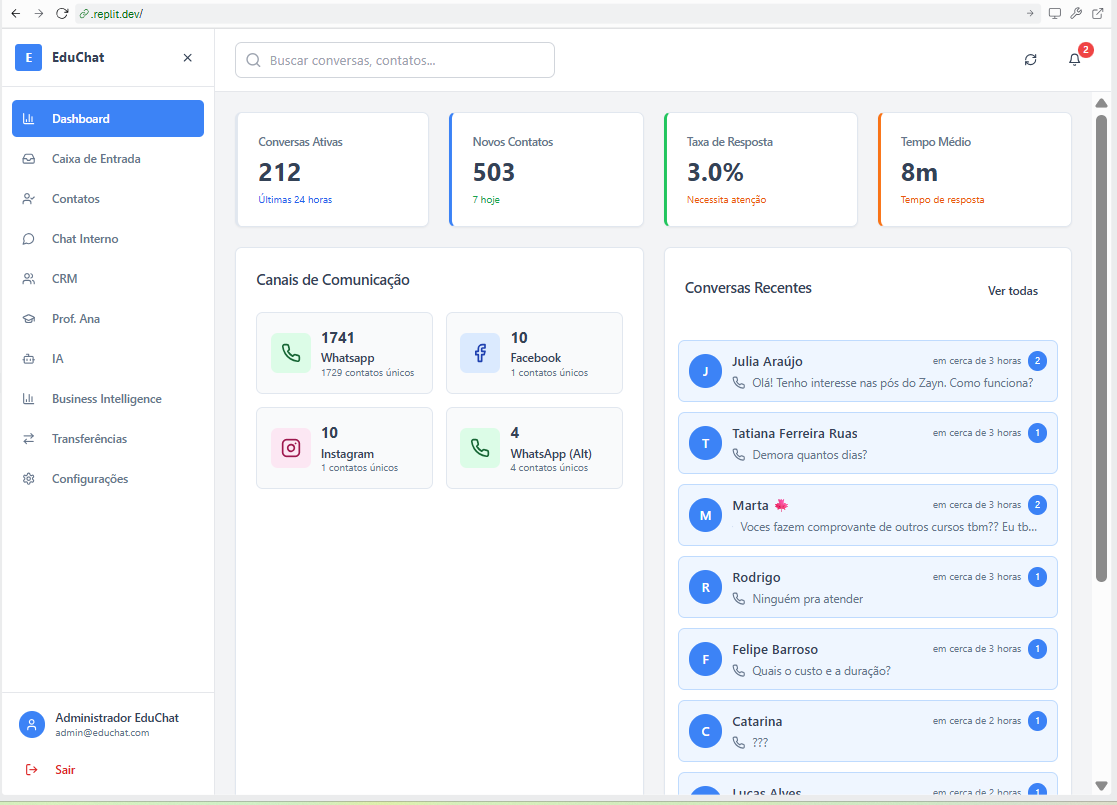 .replit.dev/
E EduChat
Buscar conversas, contatos...
2
Dashboard
Caixa de Entrada
Contatos
Chat Interno
CRM
Prof. Ana
IA
Business Intelligence
Transferências
Configurações
Administrador EduChat
admin@educhat.com
Sair
Conversas Ativas
212
Últimas 24 horas
Novos Contatos
503
7 hoje
Taxa de Resposta
3.0%
Necessita atenção
Tempo Médio
8m
Tempo de resposta
Canais de Comunicação
1741
Whatsapp
1729 contatos únicos
10
Facebook
1 contatos únicos
10
Instagram
1 contatos únicos
4
WhatsApp (Alt)
4 contatos únicos
Conversas Recentes
Ver todas
J Julia Araújo em cerca de 3 horas 2
Olá! Tenho interesse nas pós do Zayn. Como funciona?
T Tatiana Ferreira Ruas em cerca de 3 horas 1
Demora quantos dias?
M Marta em cerca de 3 horas 2
Voces fazem comprovante de outros cursos tbm?? Eu tb...
R Rodrigo em cerca de 3 horas 1
Ninguém pra atender
F Felipe Barroso em cerca de 3 horas 1
Quais o custo e a duração?
C Catarina em cerca de 2 horas 1
???
Lucas Alves em cerca de 2 horas 1